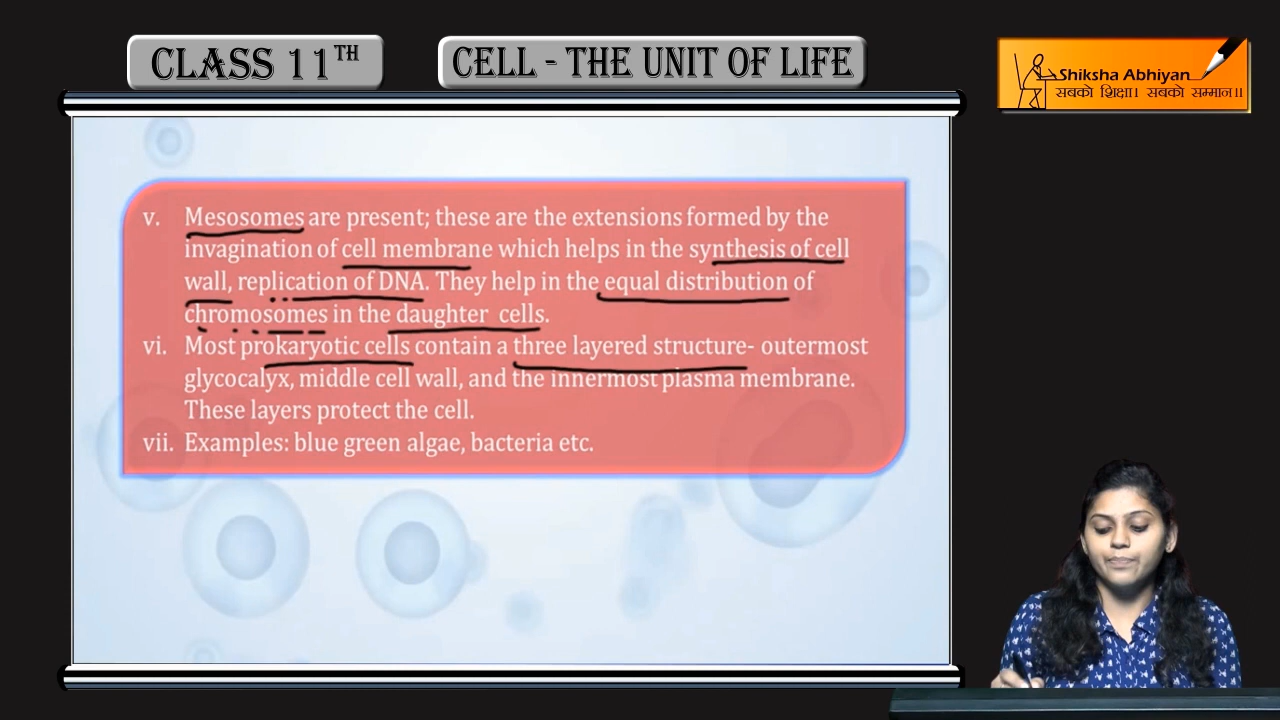 CLASS 11TH
CELL - THE UNIT OF LIFE
Shiksha Abhiyan
सबको शिक्षा। सबको सम्मान॥
v. Mesosomes are present; these are the extensions formed by the
invagination of cell membrane which helps in the synthesis of cell
wall, replication of DNA. They help in the equal distribution of
chromosomes in the daughter cells.
vi. Most prokaryotic cells contain a three layered structure- outermost
glycocalyx, middle cell wall, and the innermost plasma membrane.
These layers protect the cell.
vii. Examples: blue green algae, bacteria etc.